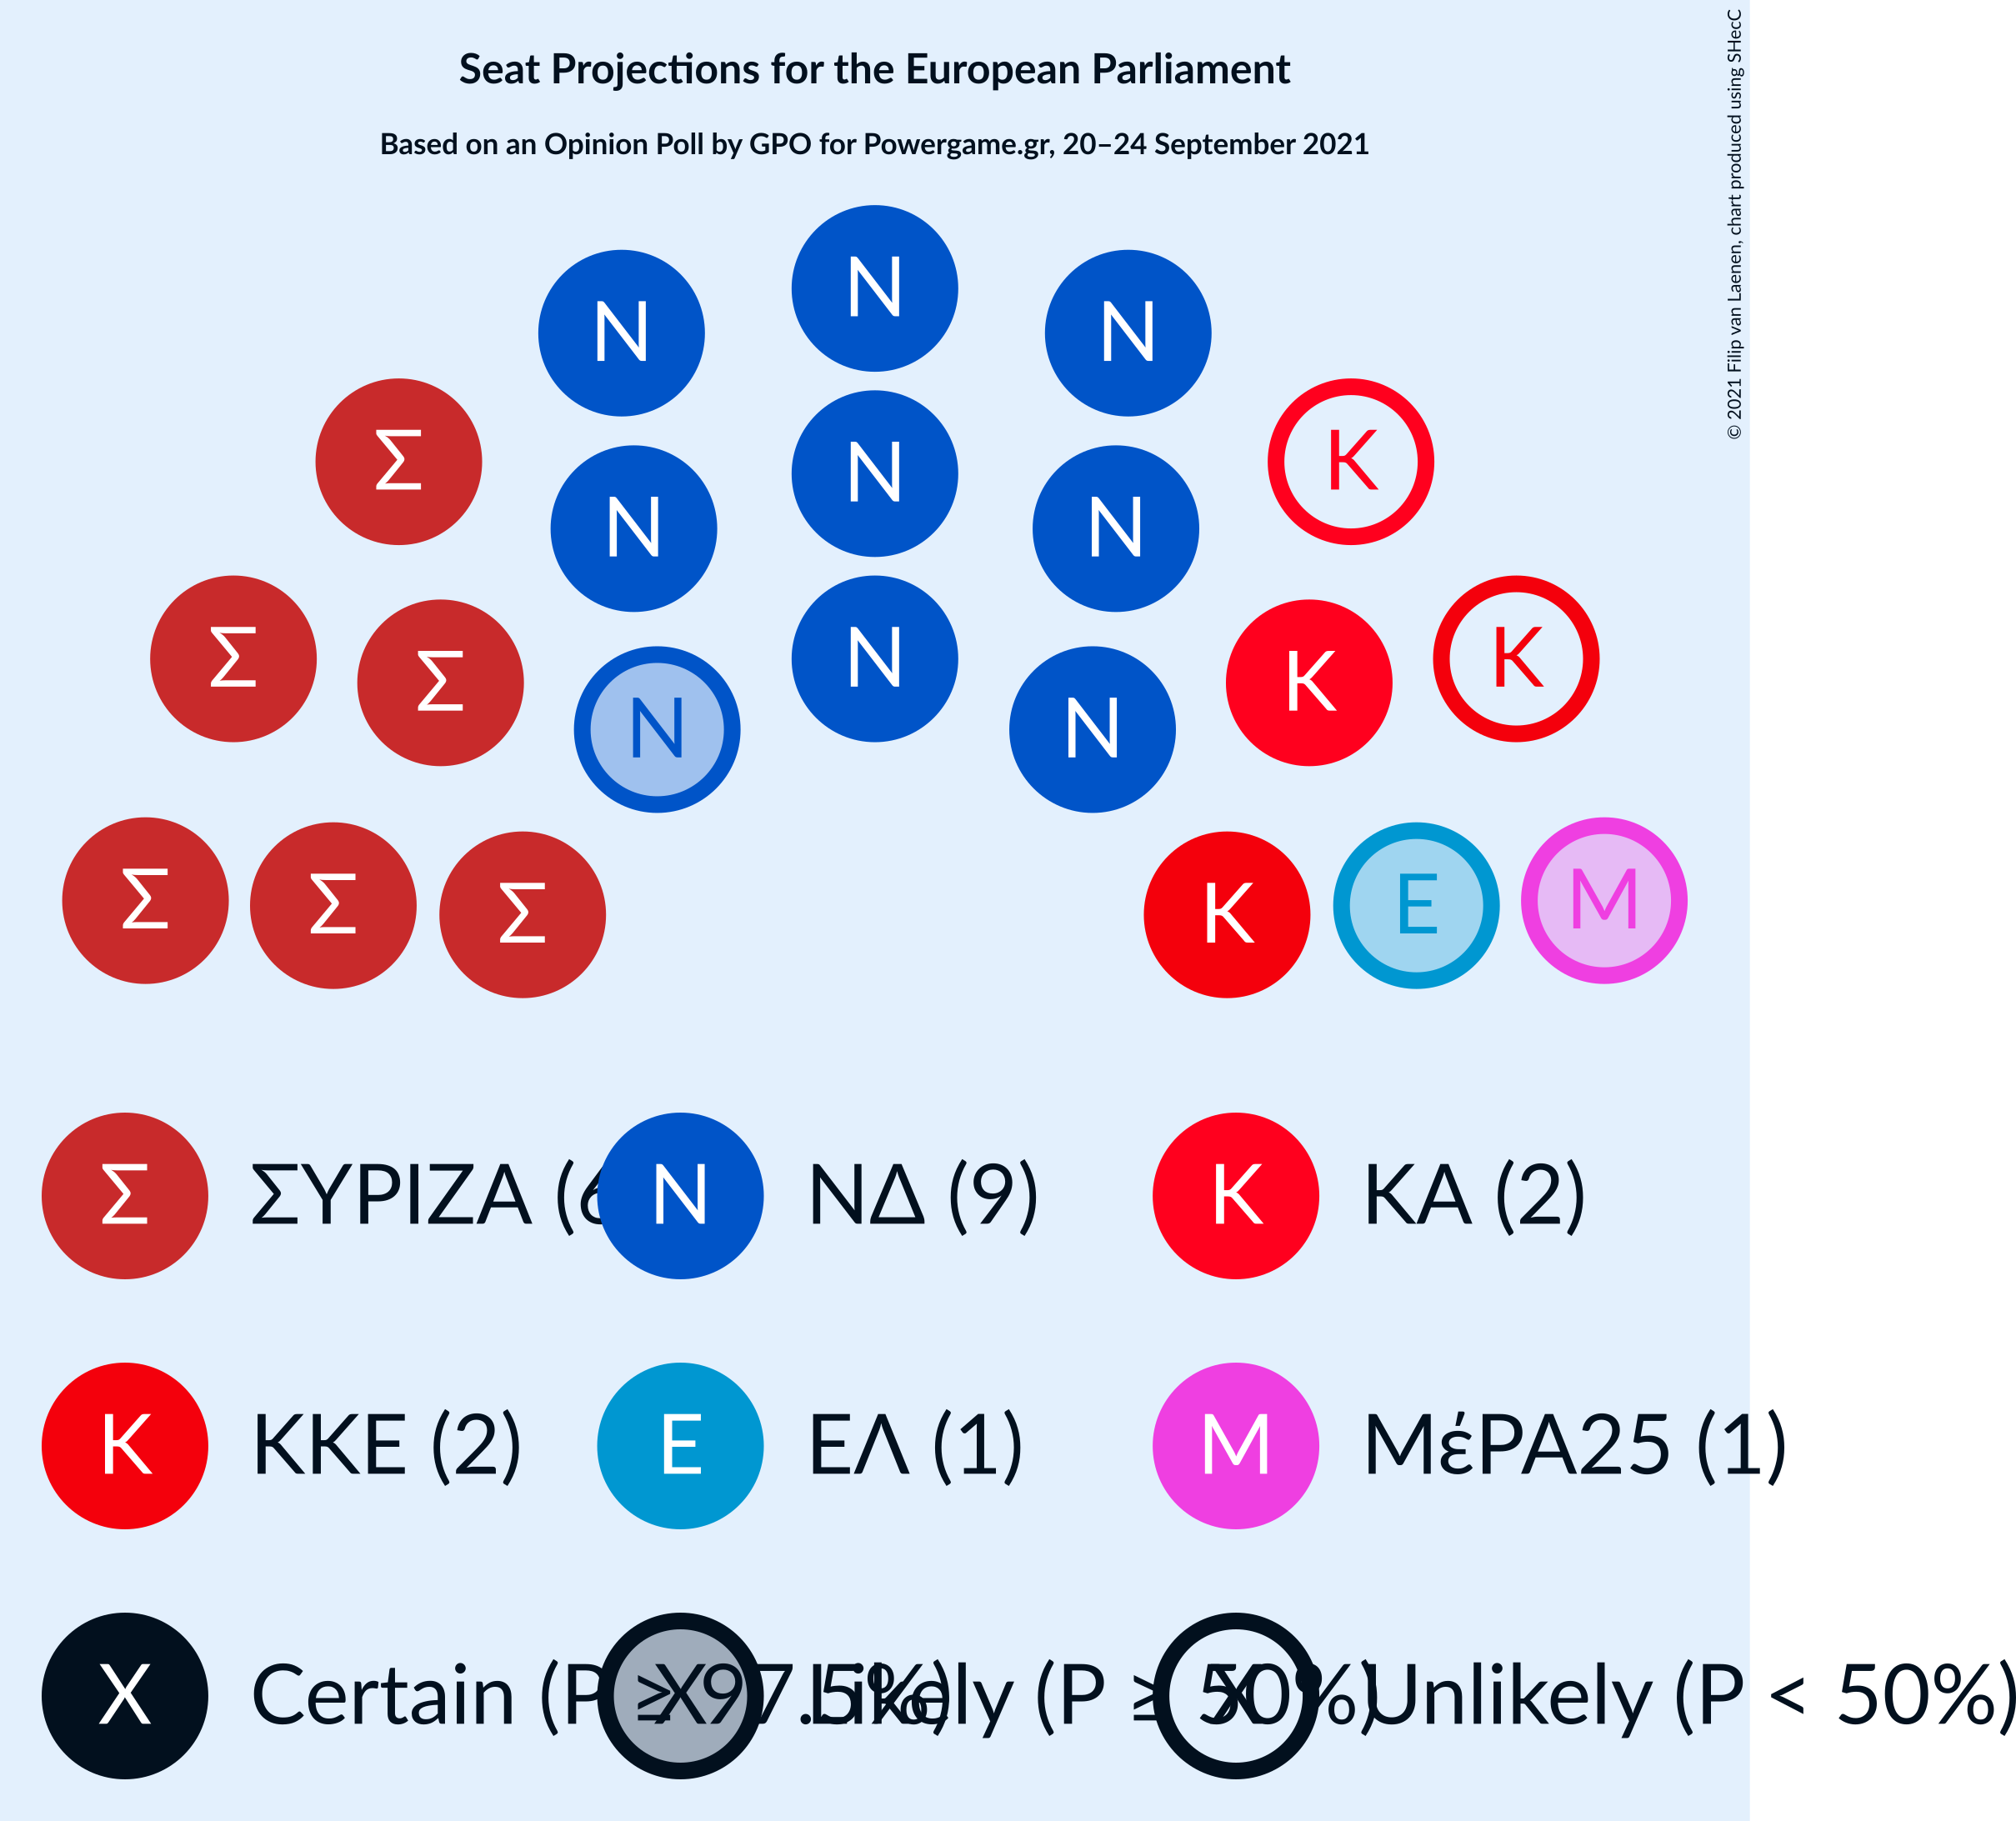 Seat Projections for the European Parliament
Based on an Opinion Poll by GPO for Powergame.gr, 20–24 September 2021
© 2021 Filip van Laenen, chart produced using SHecC
N
N N
Σ N K
N N
Σ Σ N K K
N N
Σ Σ Σ K E M
Σ ΣΥΡΙΖΑ (6 N ΝΔ (9) K ΚΑ (2)
K ΚΚΕ (2) E ΕΛ (1) M ΜέΡΑ25 (1)
X Certain (P ≥ 97.5% X Likely (P ≥ 50%) X Unlikely (P < 50%)